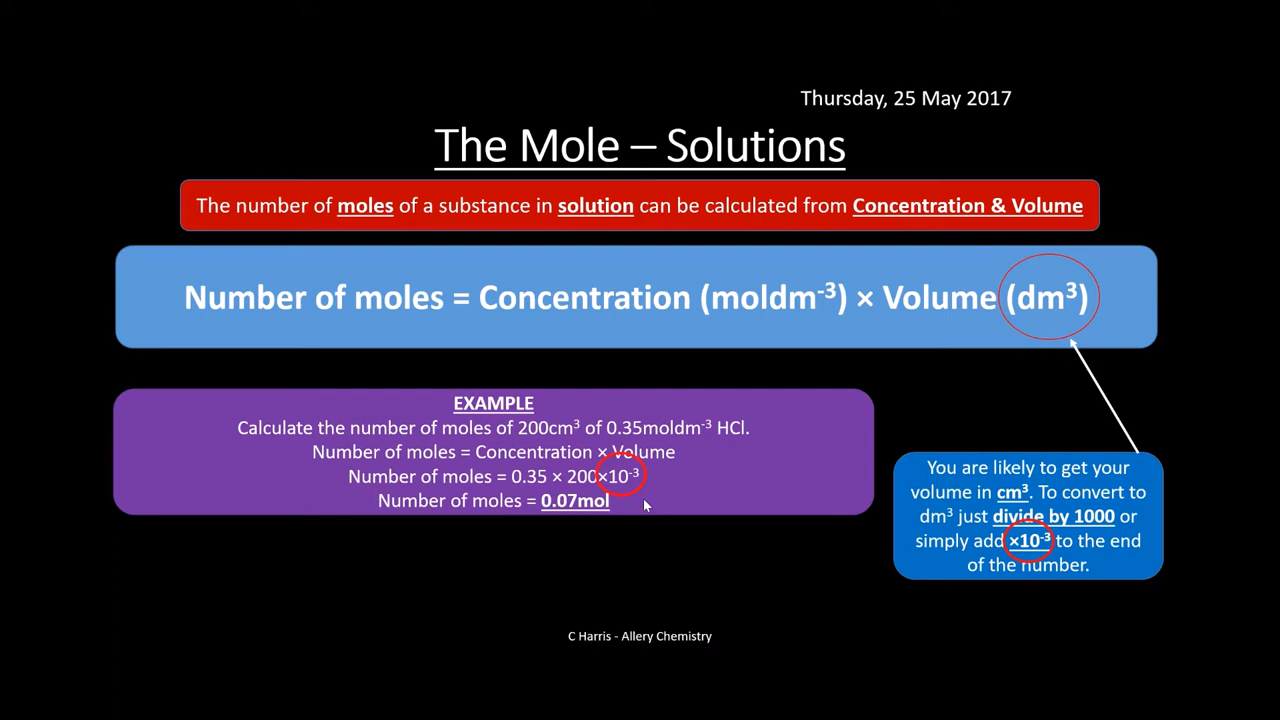 Thursday, 25 May 2017
The Mole – Solutions
The number of moles of a substance in solution can be calculated from Concentration & Volume
Number of moles = Concentration (moldm⁻³) × Volume (dm³)
EXAMPLE
Calculate the number of moles of 200cm³ of 0.35moldm⁻³ HCl.
Number of moles = Concentration × Volume
Number of moles = 0.35 × 200×10⁻³
Number of moles = 0.07mol
You are likely to get your
volume in cm³. To convert to
dm³ just divide by 1000 or
simply add ×10⁻³ to the end
of the number.
C Harris - Allery Chemistry